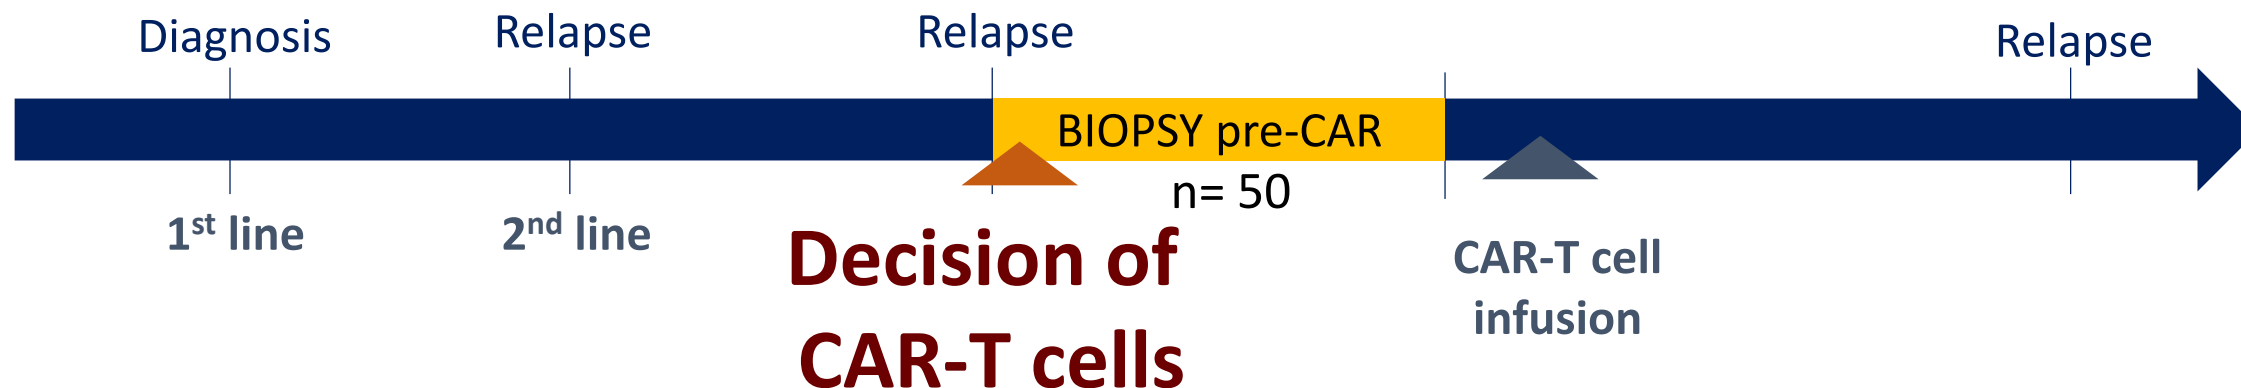 Diagnosis
Relapse
Relapse
Relapse
BIOPSY pre-CAR
n= 50
1st line
2nd line
Decision of
CAR-T cells
CAR-T cell
infusion